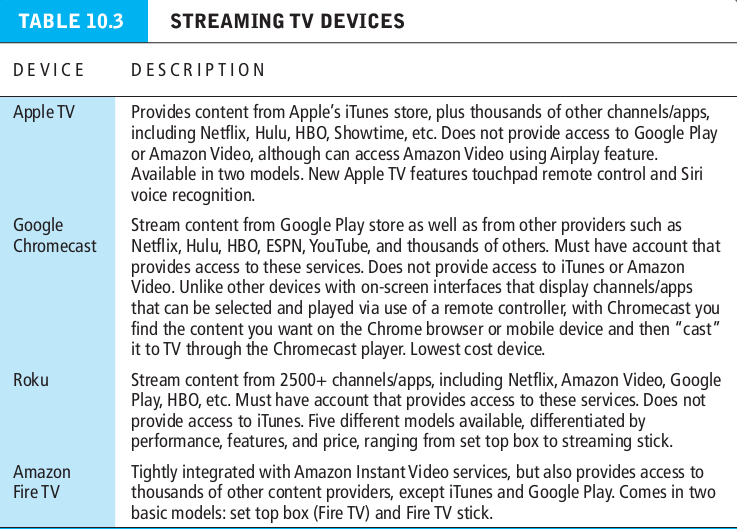 TABLE 10.3 STREAMING TV DEVICES
DEVICE DESCRIPTION
Apple TV Provides content from Apple’s iTunes store, plus thousands of other channels/apps,
including Netflix, Hulu, HBO, Showtime, etc. Does not provide access to Google Play
or Amazon Video, although can access Amazon Video using Airplay feature.
Available in two models. New Apple TV features touchpad remote control and Siri
voice recognition.
Google Stream content from Google Play store as well as from other providers such as
Chromecast Netflix, Hulu, HBO, ESPN, YouTube, and thousands of others. Must have account that
provides access to these services. Does not provide access to iTunes or Amazon
Video. Unlike other devices with on-screen interfaces that display channels/apps
that can be selected and played via use of a remote controller, with Chromecast you
find the content you want on the Chrome browser or mobile device and then “cast”
it to TV through the Chromecast player. Lowest cost device.
Roku Stream content from 2500+ channels/apps, including Netflix, Amazon Video, Google
Play, HBO, etc. Must have account that provides access to these services. Does not
provide access to iTunes. Five different models available, differentiated by
performance, features, and price, ranging from set top box to streaming stick.
Amazon Tightly integrated with Amazon Instant Video services, but also provides access to
Fire TV thousands of other content providers, except iTunes and Google Play. Comes in two
basic models: set top box (Fire TV) and Fire TV stick.